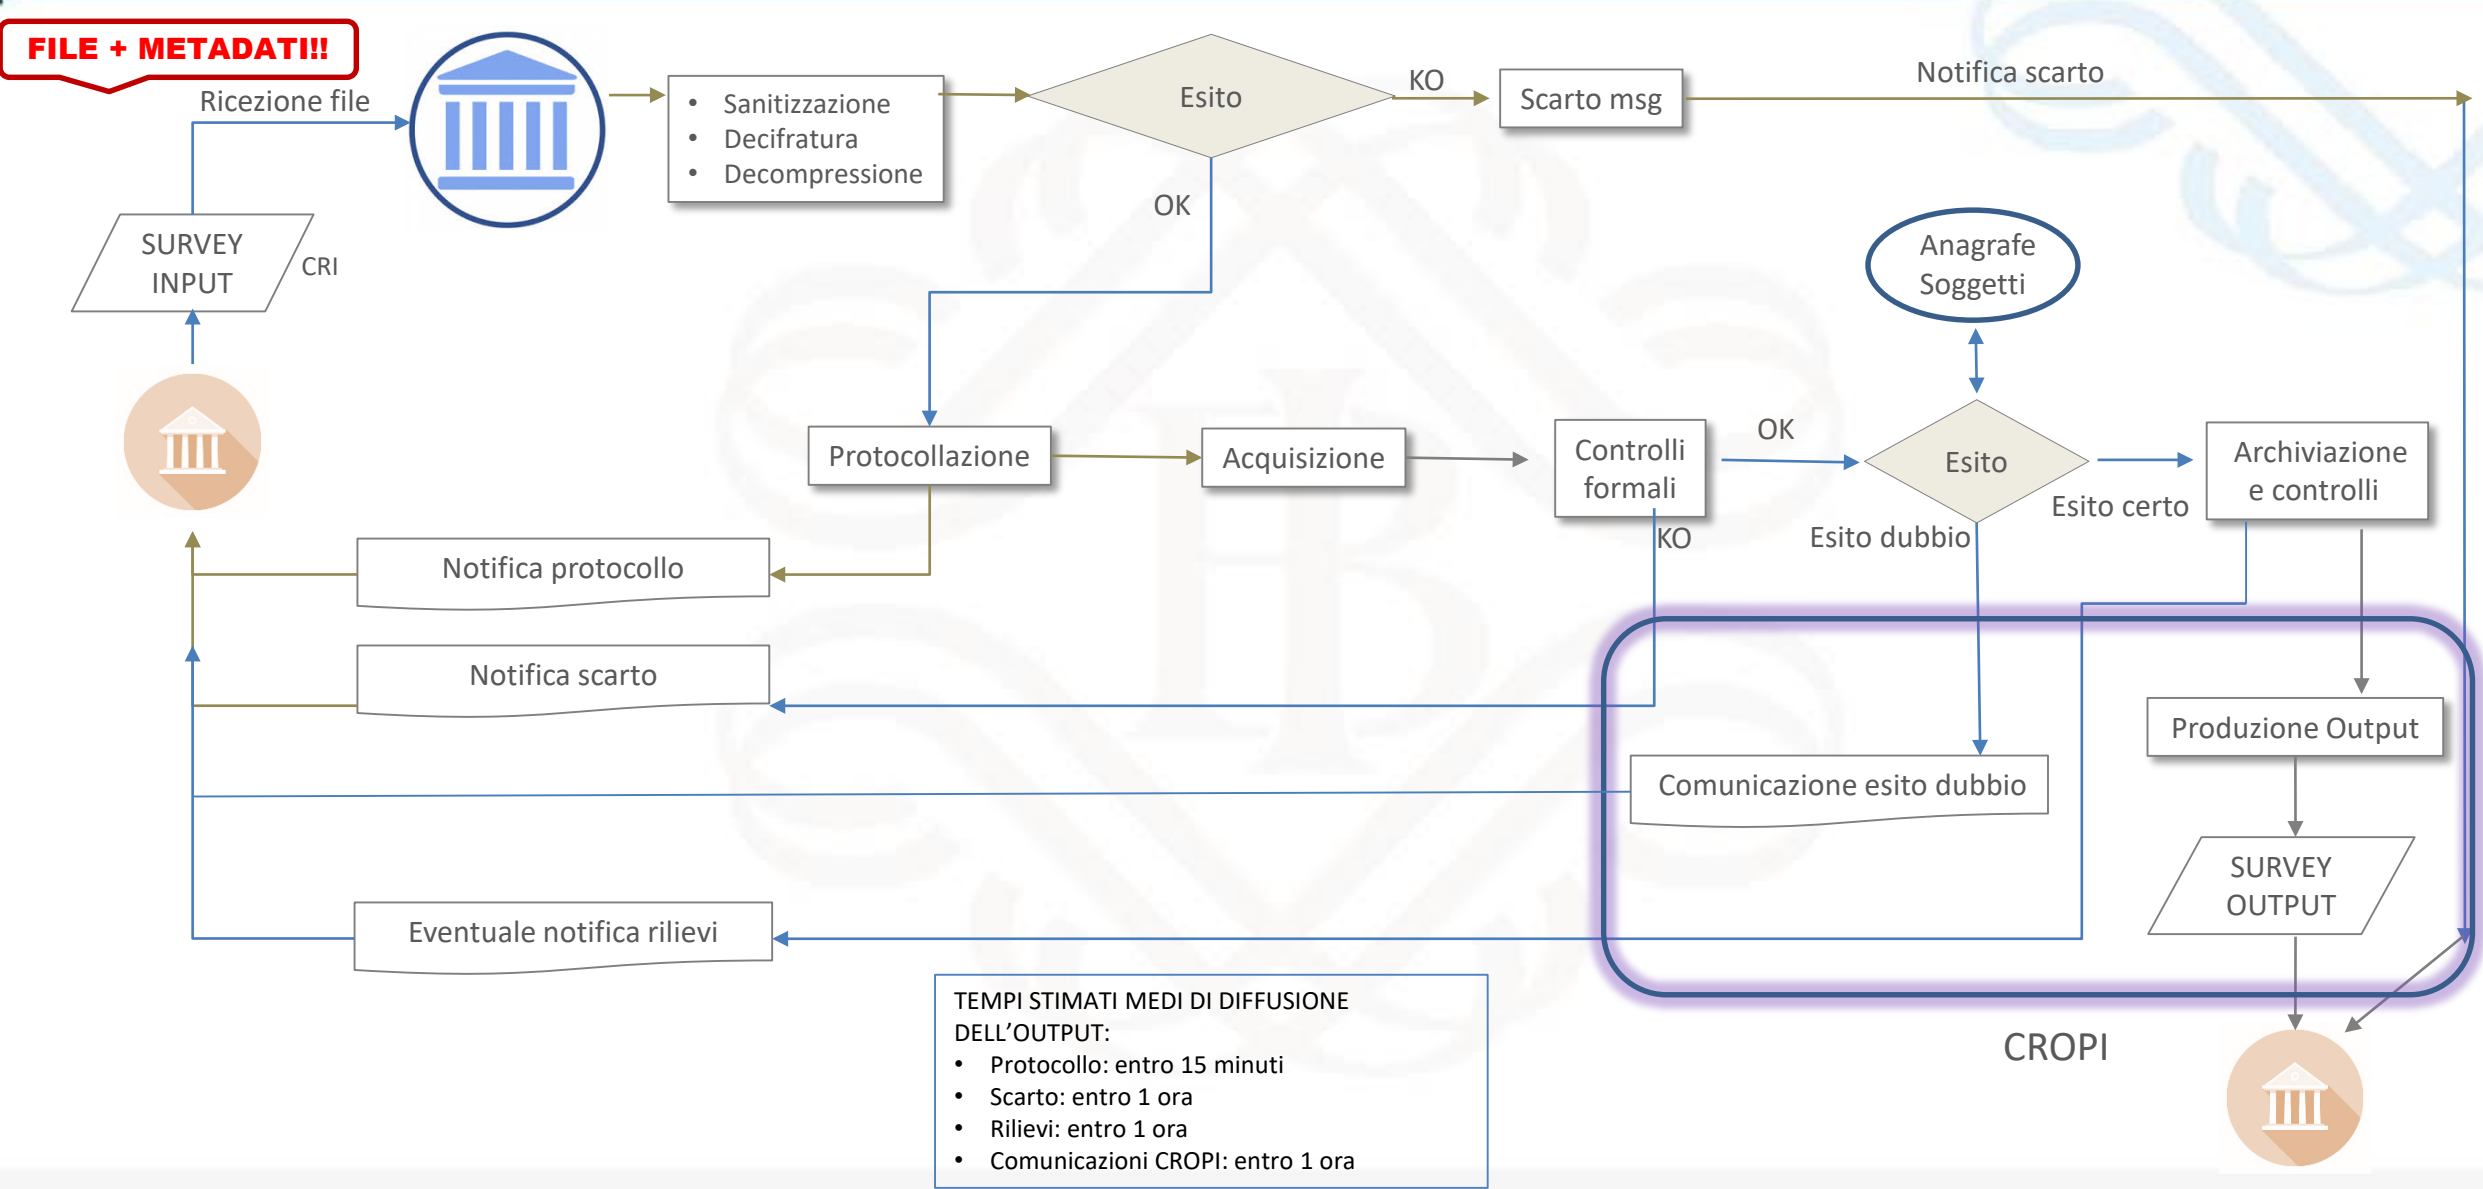 FILE + METADATI!!
Ricezione file
• Sanitizzazione
• Decifratura
• Decompressione
Esito
KO
Scarto msg
Notifica scarto
OK
SURVEY
INPUT
CRI
Anagrafe
Soggetti
Protocollazione
Acquisizione
Controlli
formali
OK
KO
Esito
Esito certo
Esito dubbio
Archiviazione
e controlli
Notifica protocollo
Notifica scarto
Comunicazione esito dubbio
Produzione Output
SURVEY
OUTPUT
Eventuale notifica rilievi
CROPI
TEMPI STIMATI MEDI DI DIFFUSIONE
DELL’OUTPUT:
• Protocollo: entro 15 minuti
• Scarto: entro 1 ora
• Rilievi: entro 1 ora
• Comunicazioni CROPI: entro 1 ora